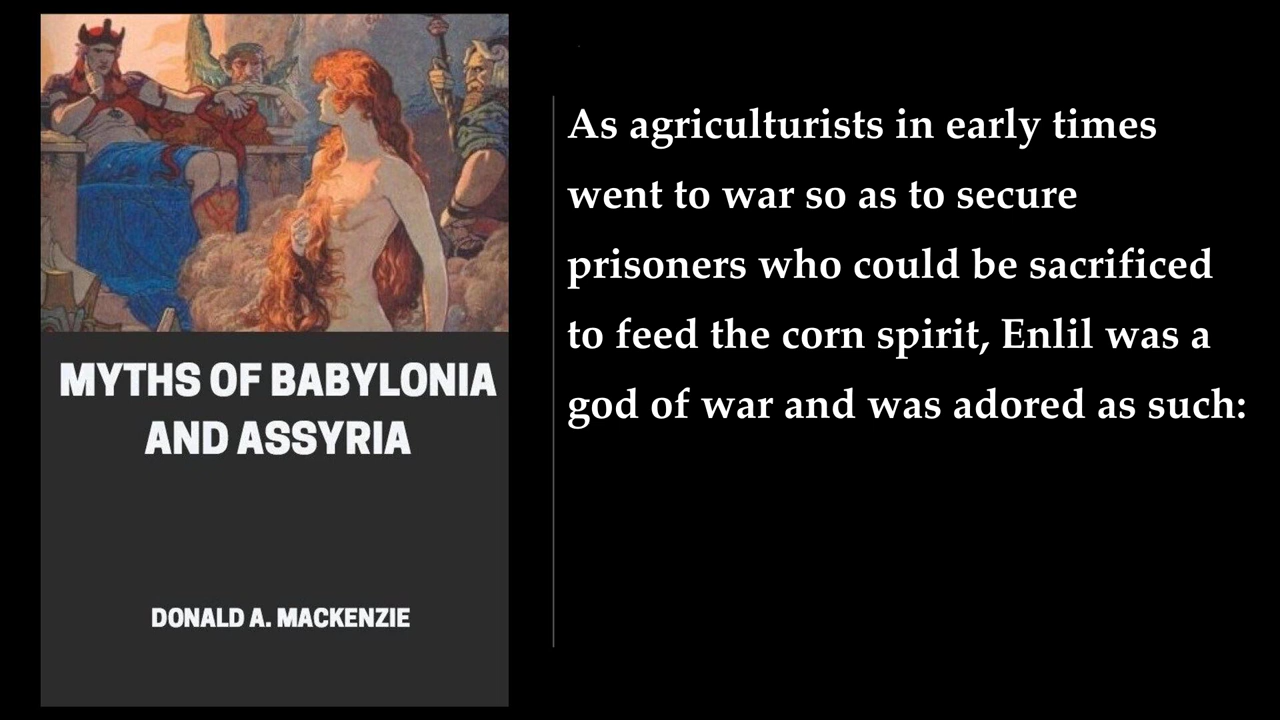 MYTHS OF BABYLONIA
AND ASSYRIA
DONALD A. MACKENZIE
As agriculturists in early times
went to war so as to secure
prisoners who could be sacrificed
to feed the corn spirit, Enlil was a
god of war and was adored as such: